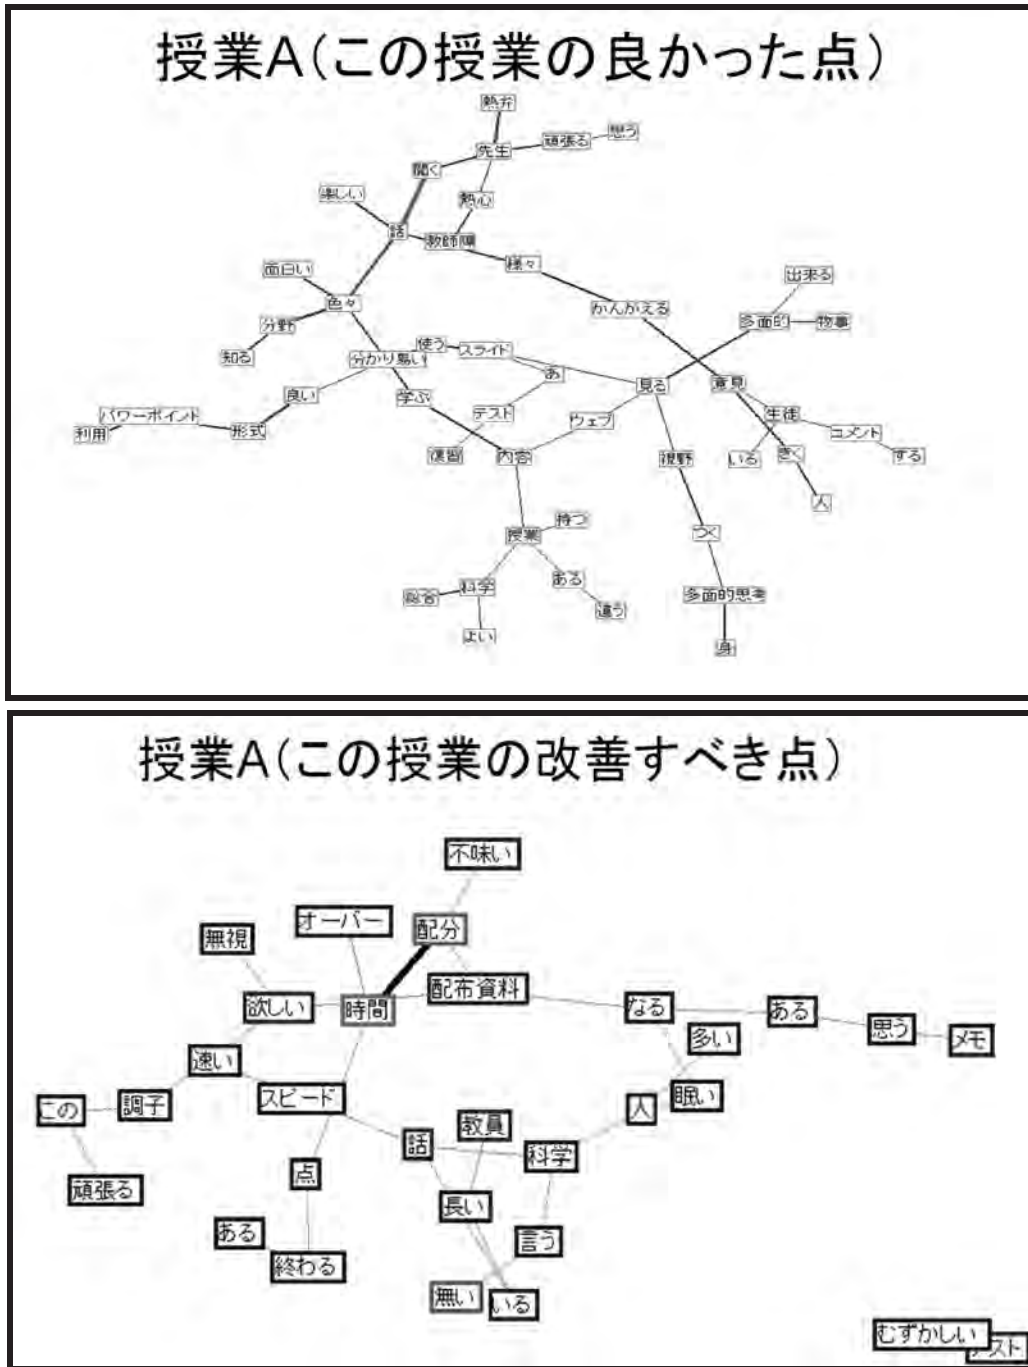 授業A(この授業の良かった点)
熱弁
先生
頑張る
思う
聞く
楽しい
熱心
話
教師陣
様々
面白い
色々
かんがえる
出来る
多面的
物事
分野
知る
分かり易い
使う
スライド
あ
見る
意見
良い
学ぶ
パワーポイント
利用
形式
テスト
ウェブ
生徒
コメント
する
復習
内容
視野
いる
きく
人
授業
持つ
つく
総合
科学
ある
違う
多面的思考
よい
身
授業A(この授業の改善すべき点)
不味い
オーバー
配分
無視
欲しい
時間
配布資料
なる
ある
思う
メモ
多い
速い
この
調子
スピード
人
眠い
話
教員
科学
頑張る
点
長い
ある
終わる
言う
無い
いる
むずかしい
テスト